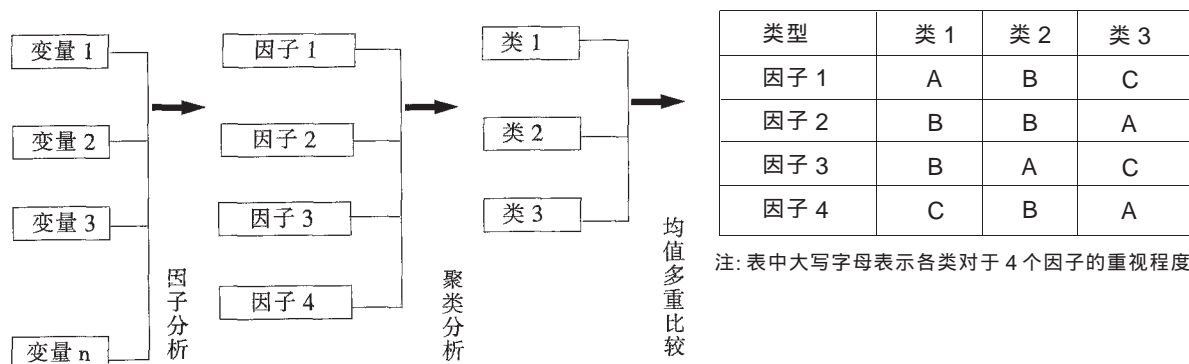 变量 1
变量 2
变量 3
变量 n
因子分析
因子 1
因子 2
因子 3
因子 4
聚类分析
类 1
类 2
类 3
均值多重比较
类型 类 1 类 2 类 3
因子 1 A B C
因子 2 B B A
因子 3 B A C
因子 4 C B A
注: 表中大写字母表示各类对于 4 个因子的重视程度